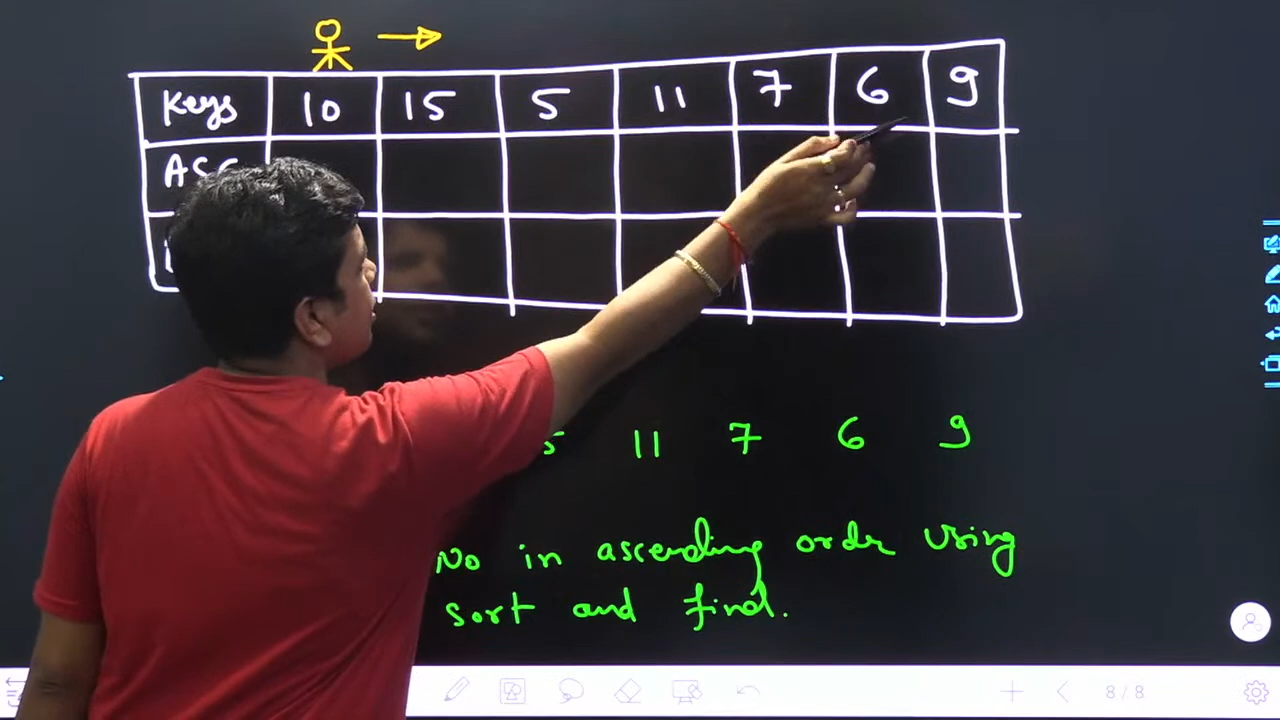 Keys 10 15 5 11 7 6 9
11 7 6 9
No in ascending order using
sort and find.
8/8